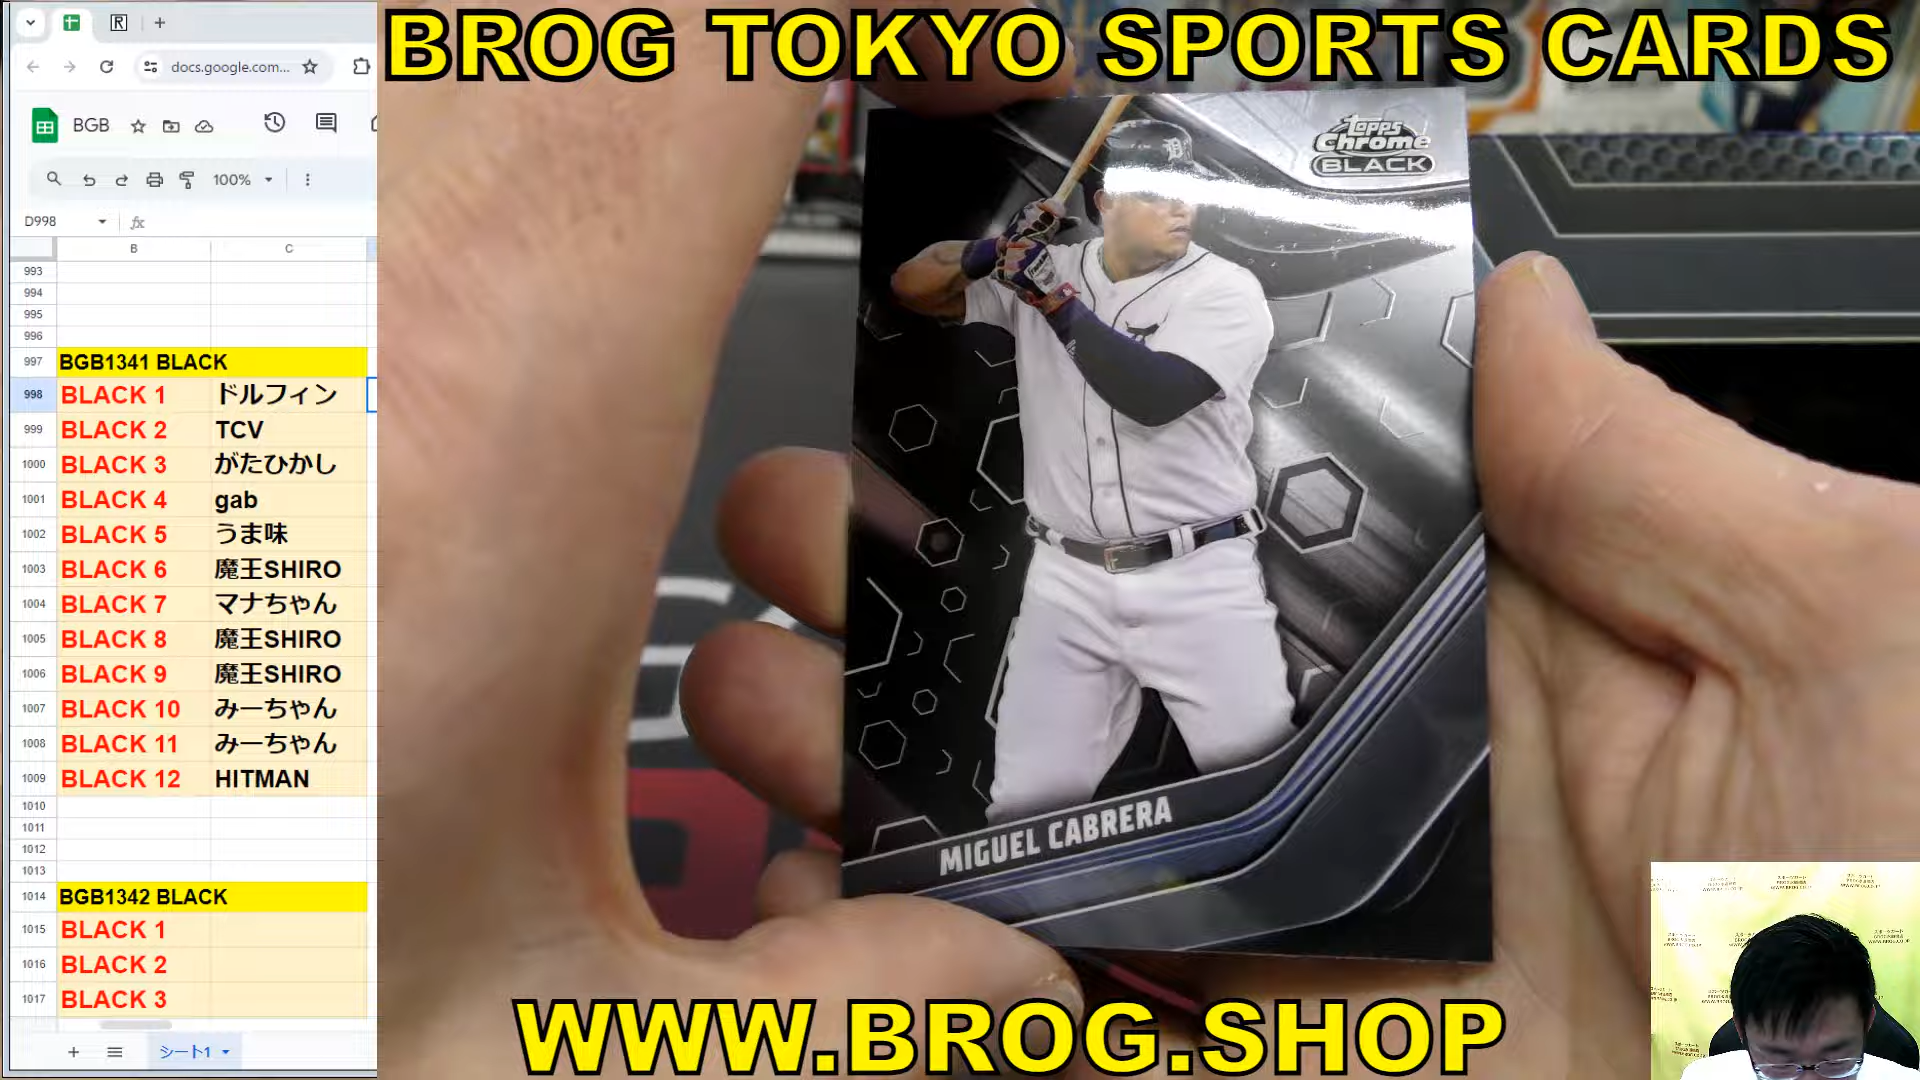 BROG TOKYO SPORTS CARDS
docs.google.com...
BGB
100%
D998
fx
B C
993
994
995
996
997 BGB1341 BLACK
998 BLACK 1 ドルフィン
999 BLACK 2 TCV
1000 BLACK 3 がたひかし
1001 BLACK 4 gab
1002 BLACK 5 うま味
1003 BLACK 6 魔王SHIRO
1004 BLACK 7 マナちゃん
1005 BLACK 8 魔王SHIRO
1006 BLACK 9 魔王SHIRO
1007 BLACK 10 みーちゃん
1008 BLACK 11 みーちゃん
1009 BLACK 12 HITMAN
1010
1011
1012
1013
1014 BGB1342 BLACK
1015 BLACK 1
1016 BLACK 2
1017 BLACK 3
シート1
Topps
Chrome
BLACK
D
Franklin
MIGUEL CABRERA
WWW.BROG.SHOP